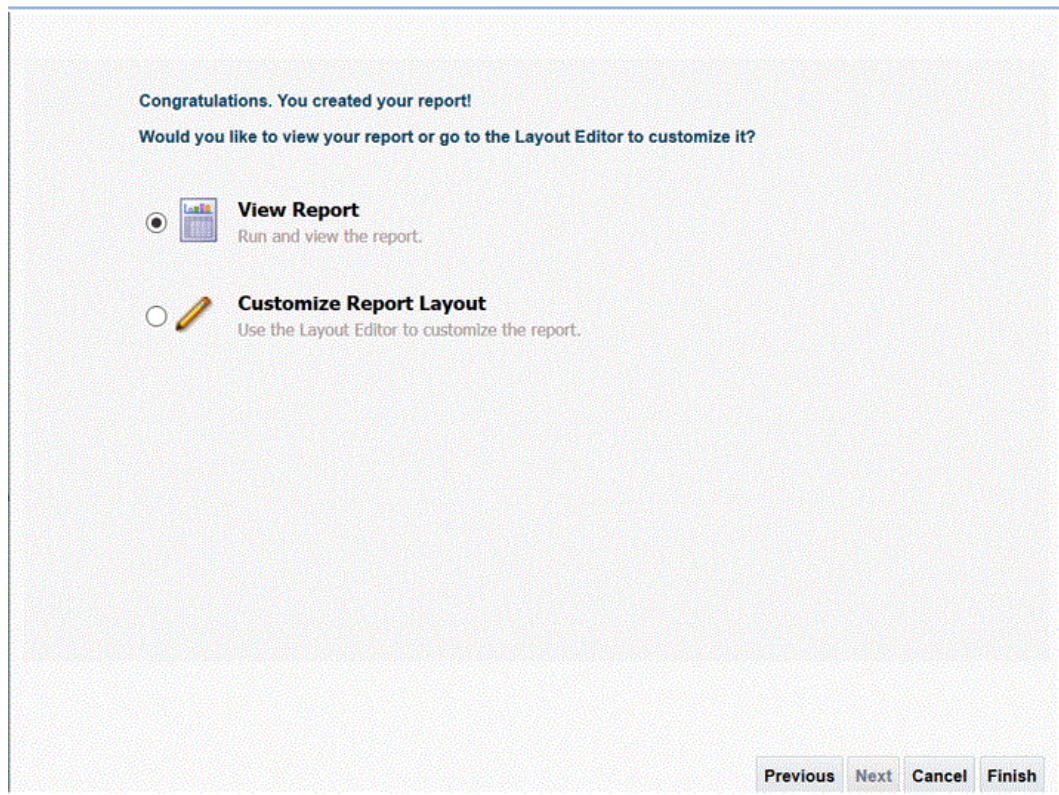 Congratulations. You created your report!
Would you like to view your report or go to the Layout Editor to customize it?
View Report
Run and view the report.
Customize Report Layout
Use the Layout Editor to customize the report.
Previous Next Cancel Finish